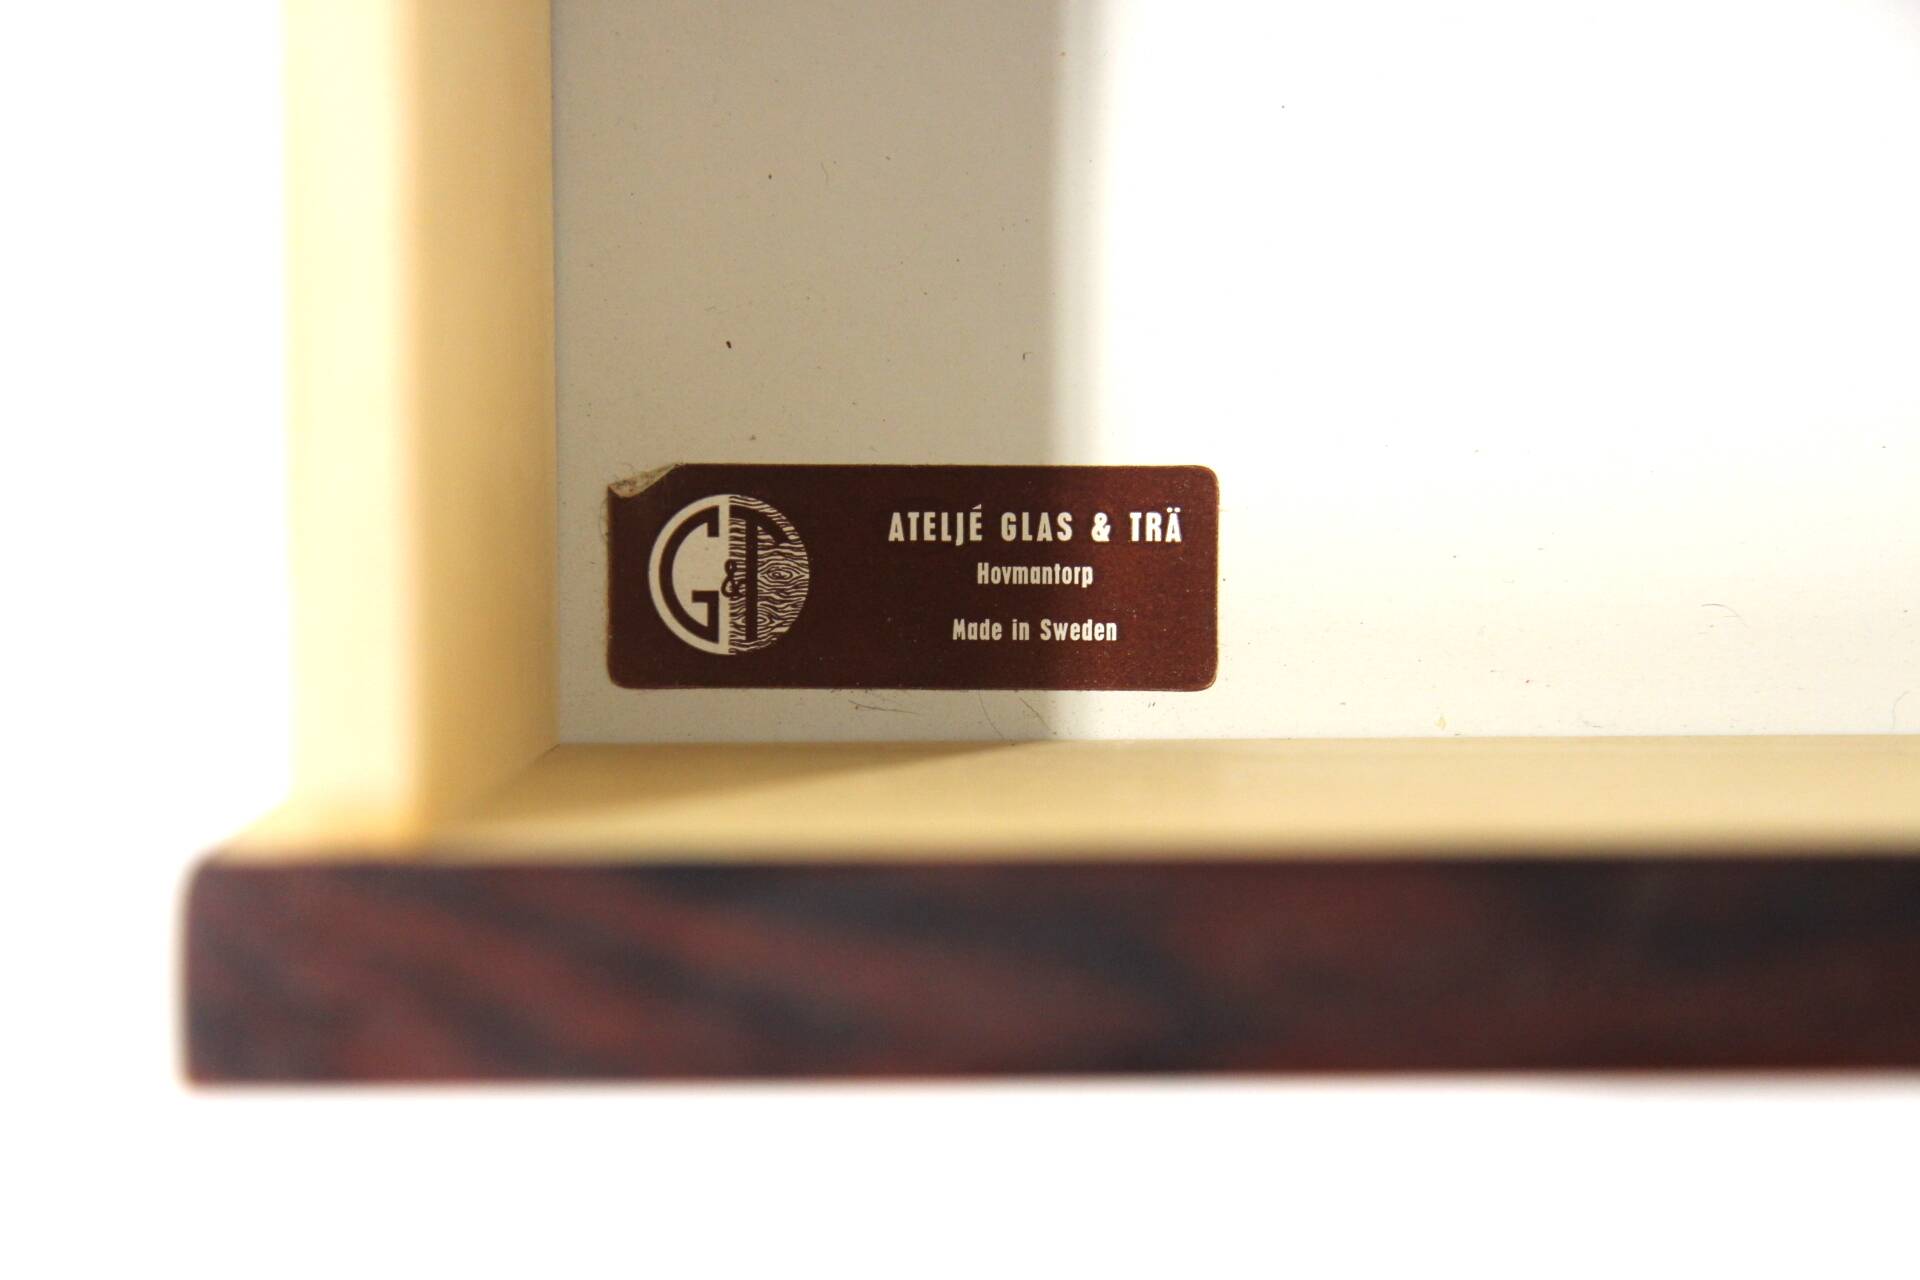 G&T
ATELJÉ GLAS & TRÄ
Hovmantorp
Made in Sweden